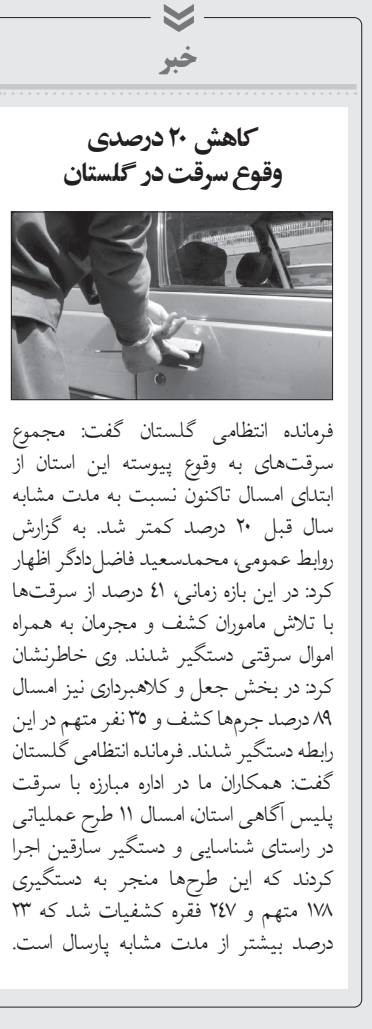 خبر
کاهش ۲۰ درصدی
وقوع سرقت در گلستان
فرمانده انتظامی گلستان گفت: مجموع
سرقت‌های به وقوع پیوسته این استان از
ابتدای امسال تاکنون نسبت به مدت مشابه
سال قبل ۲۰ درصد کمتر شد. به گزارش
روابط عمومی، محمدسعید فاضل‌دادگر اظهار
کرد: در این بازه زمانی، ٤١ درصد از سرقت‌ها
با تلاش ماموران کشف و مجرمان به همراه
اموال سرقتی دستگیر شدند. وی خاطرنشان
کرد: در بخش جعل و کلاهبرداری نیز امسال
۸۹ درصد جرم‌ها کشف و ۳۵ نفر متهم در این
رابطه دستگیر شدند. فرمانده انتظامی گلستان
گفت: همکاران ما در اداره مبارزه با سرقت
پلیس آگاهی استان، امسال ۱۱ طرح عملیاتی
در راستای شناسایی و دستگیر سارقین اجرا
کردند که این طرح‌ها منجر به دستگیری
۱۷۸ متهم و ۲٤۷ فقره کشفیات شد که ۲۳
درصد بیشتر از مدت مشابه پارسال است.